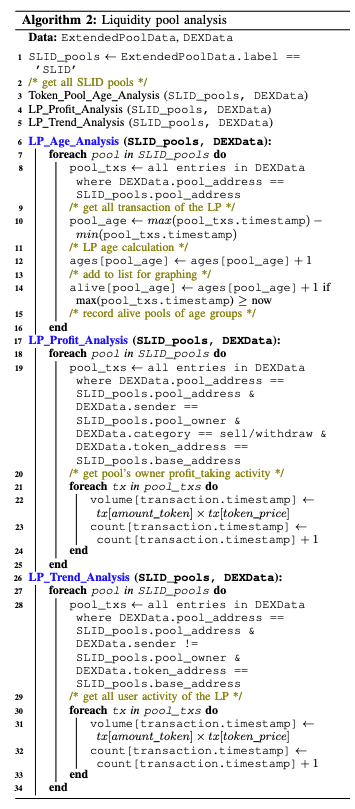 Algorithm 2: Liquidity pool analysis
Data: ExtendedPoolData, DEXData
1 SLID_pools ← ExtendedPoolData.label ==
'SLID'
2 /* get all SLID pools */
3 Token_Pool_Age_Analysis (SLID_pools, DEXData)
4 LP_Profit_Analysis (SLID_pools, DEXData)
5 LP_Trend_Analysis (SLID_pools, DEXData)
6 LP_Age_Analysis (SLID_pools, DEXData):
7 foreach pool in SLID_pools do
8 pool_txs ← all entries in DEXData
where DEXData.pool_address ==
SLID_pools.pool_address
9 /* get all transaction of the LP */
10 pool_age ← max(pool_txs.timestamp) −
min(pool_txs.timestamp)
11 /* LP age calculation */
12 ages[pool_age] ← ages[pool_age] + 1
13 /* add to list for graphing */
14 alive[pool_age] ← ages[pool_age] + 1 if
max(pool_txs.timestamp) ≥ now
15 /* record alive pools of age groups */
16 end
17 LP_Profit_Analysis (SLID_pools, DEXData):
18 foreach pool in SLID_pools do
19 pool_txs ← all entries in DEXData
where DEXData.pool_address ==
SLID_pools.pool_address &
DEXData.sender ==
SLID_pools.pool_owner &
DEXData.category == sell/withdraw &
DEXData.token_address ==
SLID_pools.base_address
20 /* get pool's owner profit_taking activity */
21 foreach tx in pool_txs do
22 volume[transaction.timestamp] ←
tx[amount_token] × tx[token_price]
23 count[transaction.timestamp] ←
count[transaction.timestamp] + 1
24 end
25 end
26 LP_Trend_Analysis (SLID_pools, DEXData):
27 foreach pool in SLID_pools do
28 pool_txs ← all entries in DEXData
where DEXData.pool_address ==
SLID_pools.pool_address &
DEXData.sender !=
SLID_pools.pool_owner &
DEXData.token_address ==
SLID_pools.base_address
29 /* get all user activity of the LP */
30 foreach tx in pool_txs do
31 volume[transaction.timestamp] ←
tx[amount_token] × tx[token_price]
32 count[transaction.timestamp] ←
count[transaction.timestamp] + 1
33 end
34 end